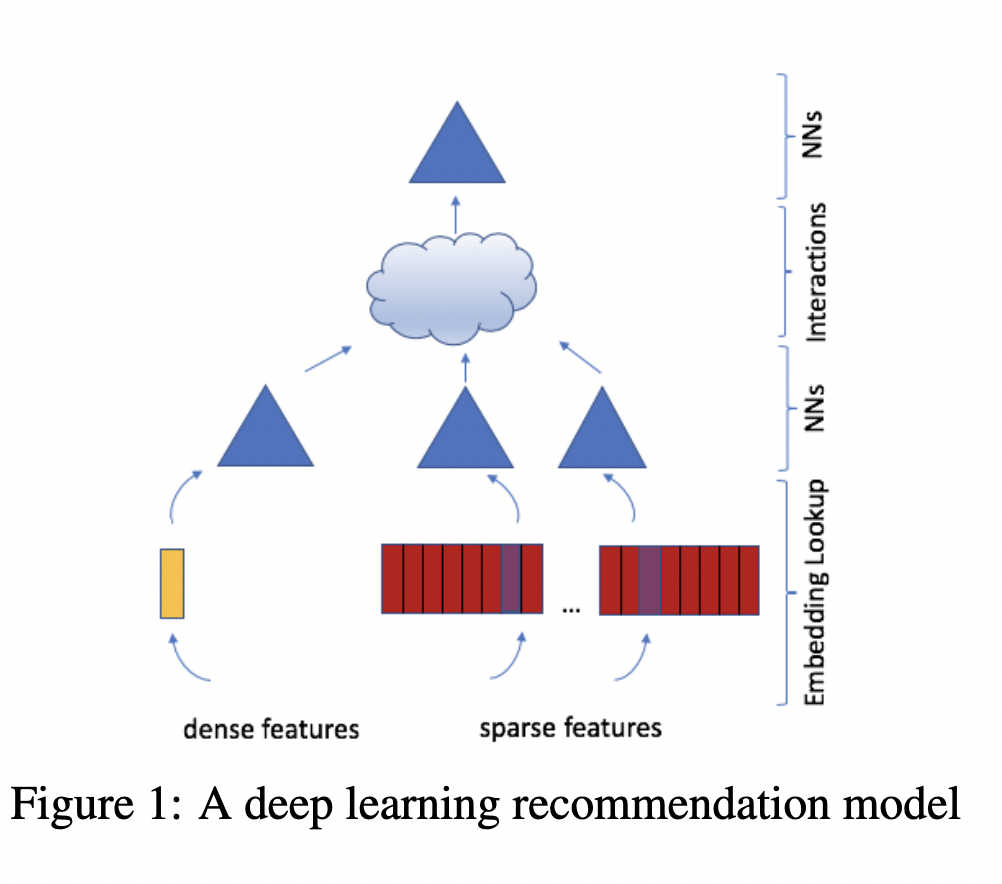 NNs
Interactions
NNs
Embedding Lookup
...
dense features
sparse features
Figure 1: A deep learning recommendation model